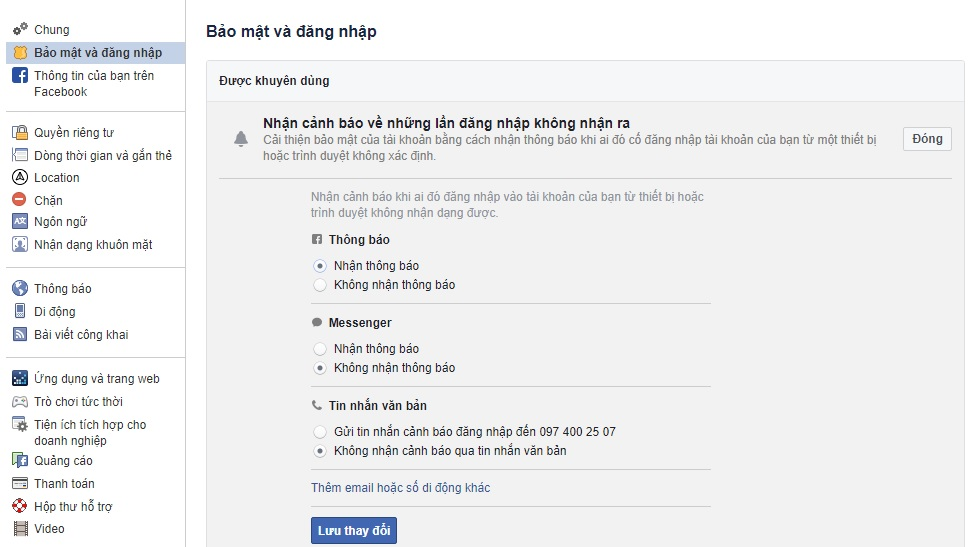 Chung
Bảo mật và đăng nhập
Thông tin của bạn trên
Facebook
Quyền riêng tư
Dòng thời gian và gắn thẻ
Location
Chặn
Ngôn ngữ
Nhận dạng khuôn mặt
Thông báo
Di động
Bài viết công khai
Ứng dụng và trang web
Trò chơi tức thời
Tiện ích tích hợp cho
doanh nghiệp
Quảng cáo
Thanh toán
Hộp thư hỗ trợ
Video
Bảo mật và đăng nhập
Được khuyên dùng
Nhận cảnh báo về những lần đăng nhập không nhận ra
Cải thiện bảo mật của tài khoản bằng cách nhận thông báo khi ai đó cố đăng nhập tài khoản của bạn từ một thiết bị
hoặc trình duyệt không xác định.
Đóng
Nhận cảnh báo khi ai đó đăng nhập vào tài khoản của bạn từ thiết bị hoặc
trình duyệt không nhận dạng được.
Thông báo
Nhận thông báo
Không nhận thông báo
Messenger
Nhận thông báo
Không nhận thông báo
Tin nhắn văn bản
Gửi tin nhắn cảnh báo đăng nhập đến 097 400 25 07
Không nhận cảnh báo qua tin nhắn văn bản
Thêm email hoặc số di động khác
Lưu thay đổi